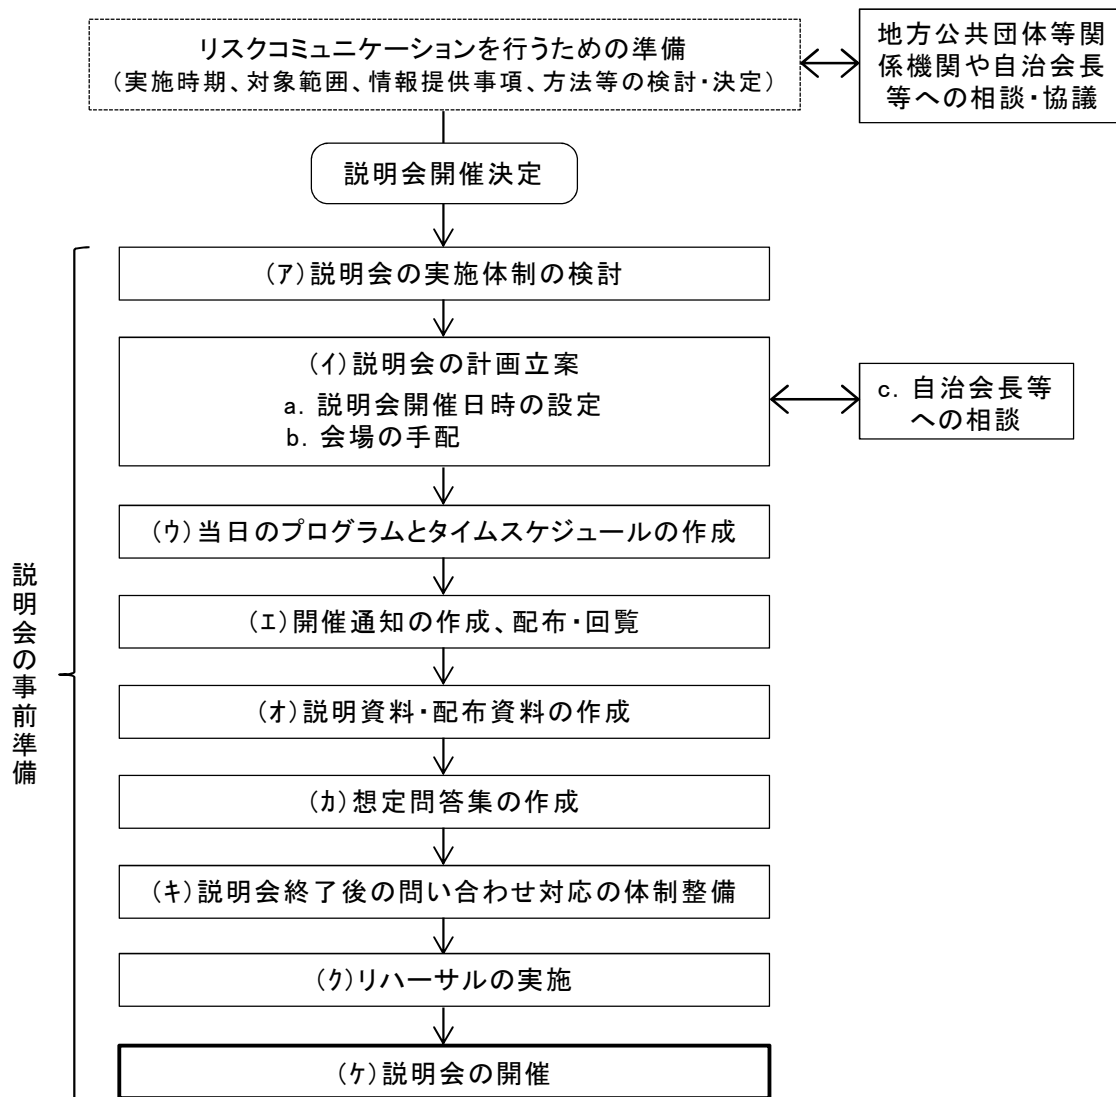 リスクコミュニケーションを行うための準備
(実施時期、対象範囲、情報提供事項、方法等の検討・決定)
地方公共団体等関
係機関や自治会長
等への相談・協議
説明会開催決定
(ｱ)説明会の実施体制の検討
(ｲ)説明会の計画立案
a. 説明会開催日時の設定
b. 会場の手配
c. 自治会長等
への相談
(ｳ)当日のプログラムとタイムスケジュールの作成
(ｴ)開催通知の作成、配布・回覧
(ｵ)説明資料・配布資料の作成
(ｶ)想定問答集の作成
(ｷ)説明会終了後の問い合わせ対応の体制整備
(ｸ)リハーサルの実施
(ｹ)説明会の開催
説明会の事前準備